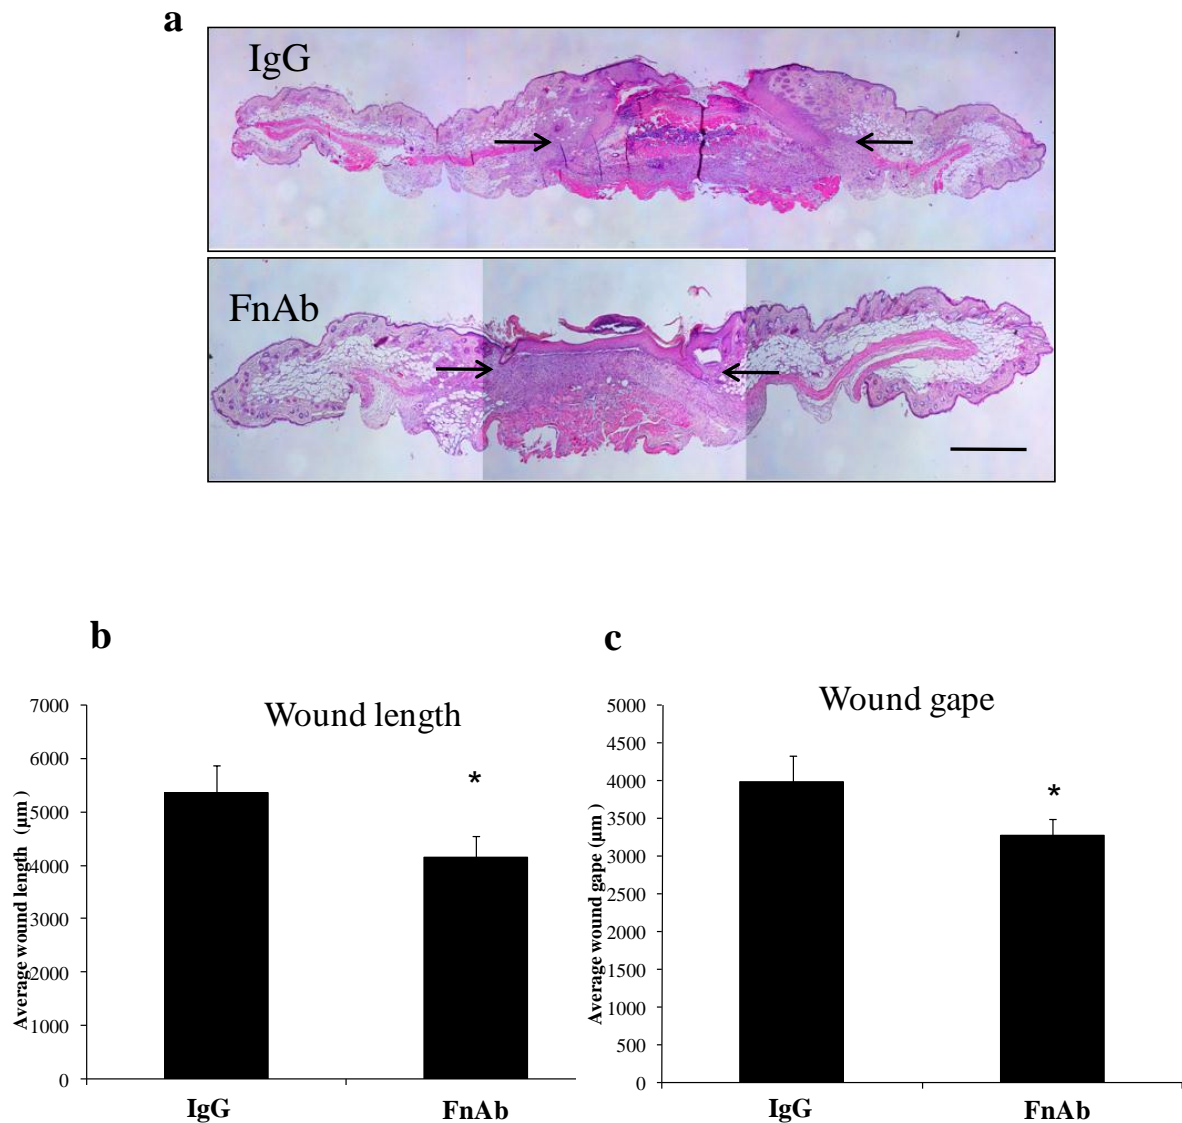 a
IgG
FnAb
b
Wound length
Average wound length (µm )
7000
6000
5000
4000
3000
2000
1000
0
*
IgG
FnAb
c
Wound gape
Average wound gape (µm )
5000
4500
4000
3500
3000
2500
2000
1500
1000
500
0
*
IgG
FnAb